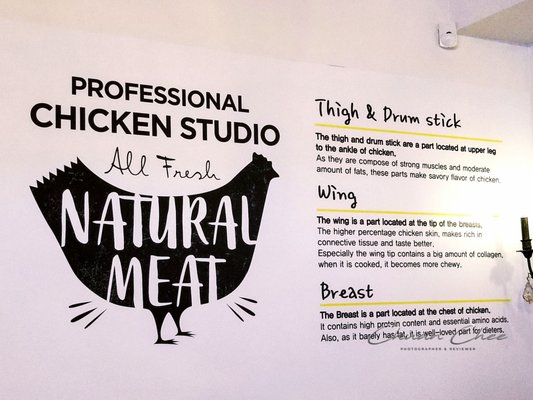 PROFESSIONAL
CHICKEN STUDIO
All Fresh
NATURAL
MEAT
Thigh & Drum stick
The thigh and drum stick are a part located at upper leg
to the ankle of chicken,
As they are compose of strong muscles and moderate
amount of fats, these parts make savory flavor of chicken.
Wing
The wing is a part located at the tip of the breasts,
The higher percentage chicken skin, makes rich in
connective tissue and taste better.
Especially the wing tip contains a big amount of collagen,
when it is cooked, it becomes more chewy.
Breast
The Breast is a part located at the chest of chicken.
It contains high protein content and essential amino acids.
Also, as it barely has fat, it is well-loved part for dieters.
Chee
PHOTOGRAPHER & REVIEWER